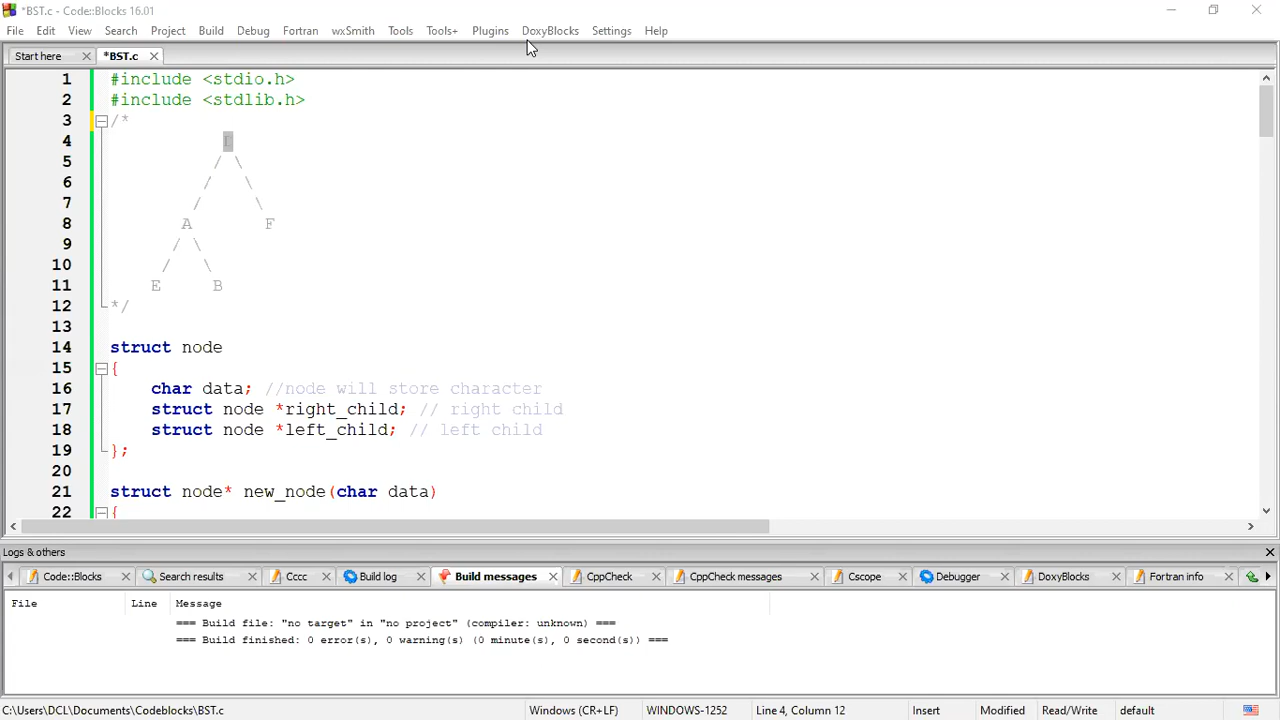 *BST.c - Code::Blocks 16.01
File Edit View Search Project Build Debug Fortran wxSmith Tools Tools+ Plugins DoxyBlocks Settings Help
Start here *BST.c
1 #include <stdio.h>
2 #include <stdlib.h>
3 /*
4
5 / \
6 / \
7 / \
8 A F
9 / \
10 / \
11 E B
12 */
13
14 struct node
15 {
16 char data; //node will store character
17 struct node *right_child; // right child
18 struct node *left_child; // left child
19 };
20
21 struct node* new_node(char data)
22 {
Logs & others
Code::Blocks Search results Cccc Build log Build messages CppCheck CppCheck messages Cscope Debugger DoxyBlocks Fortran info
File Line Message
=== Build file: "no target" in "no project" (compiler: unknown) ===
=== Build finished: 0 error(s), 0 warning(s) (0 minute(s), 0 second(s)) ===
C:\Users\DCL\Documents\Codeblocks\BST.c Windows (CR+LF) WINDOWS-1252 Line 4, Column 12 Insert Modified Read/Write default